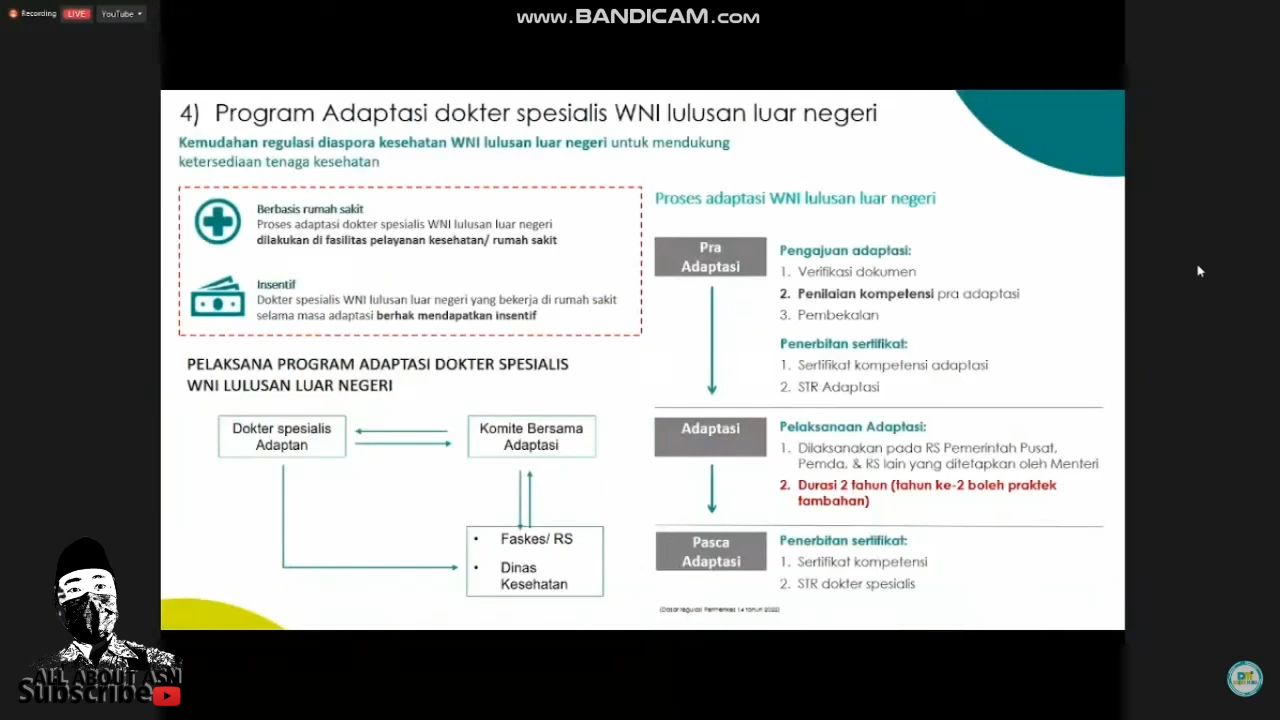 Recording
LIVE
YouTube
www.BANDICAM.com
4) Program Adaptasi dokter spesialis WNI lulusan luar negeri
Kemudahan regulasi diaspora kesehatan WNI lulusan luar negeri untuk mendukung
ketersediaan tenaga kesehatan
Berbasis rumah sakit
Proses adaptasi dokter spesialis WNI lulusan luar negeri
dilakukan di fasilitas pelayanan kesehatan/ rumah sakit
Insentif
Dokter spesialis WNI lulusan luar negeri yang bekerja di rumah sakit
selama masa adaptasi berhak mendapatkan insentif
PELAKSANA PROGRAM ADAPTASI DOKTER SPESIALIS
WNI LULUSAN LUAR NEGERI
Dokter spesialis
Adaptan
Komite Bersama
Adaptasi
• Faskes/ RS
• Dinas
Kesehatan
Proses adaptasi WNI lulusan luar negeri
Pra
Adaptasi
Pengajuan adaptasi:
1. Verifikasi dokumen
2. Penilaian kompetensi pra adaptasi
3. Pembekalan
Penerbitan sertifikat:
1. Sertifikat kompetensi adaptasi
2. STR Adaptasi
Adaptasi
Pelaksanaan Adaptasi:
1. Dilaksanakan pada RS Pemerintah Pusat,
Pemda, & RS lain yang ditetapkan oleh Menteri
2. Durasi 2 tahun (tahun ke-2 boleh praktek
tambahan)
Pasca
Adaptasi
Penerbitan sertifikat:
1. Sertifikat kompetensi
2. STR dokter spesialis
(Dasar regulasi Permenkes 14 tahun 2022)
ALL ABOUT ASN
Subscribe